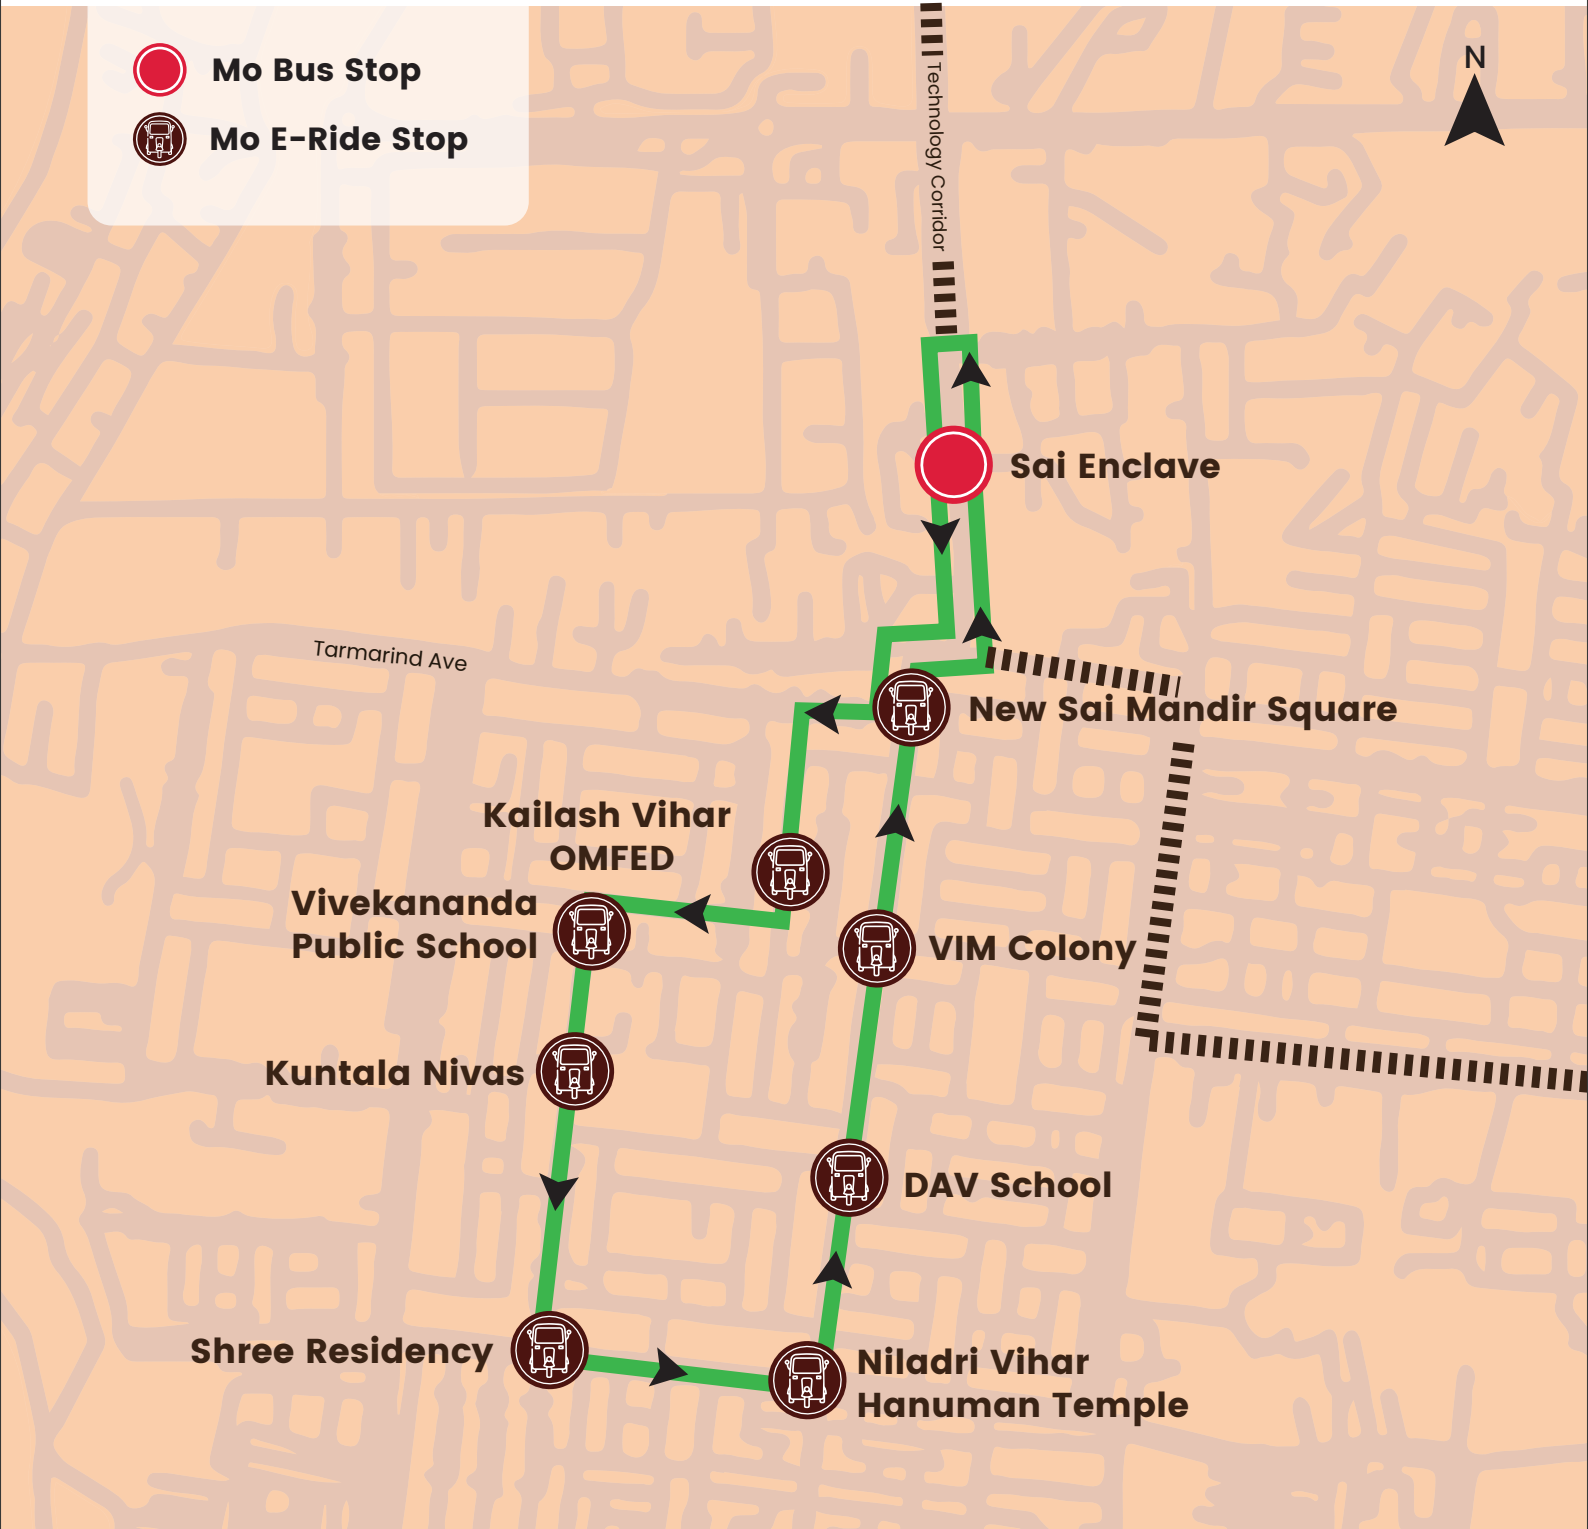 Mo Bus Stop
Mo E-Ride Stop
N
Technology Corridor
Sai Enclave
Tarmarind Ave
New Sai Mandir Square
Kailash Vihar
OMFED
Vivekananda
Public School
VIM Colony
Kuntala Nivas
DAV School
Shree Residency
Niladri Vihar
Hanuman Temple